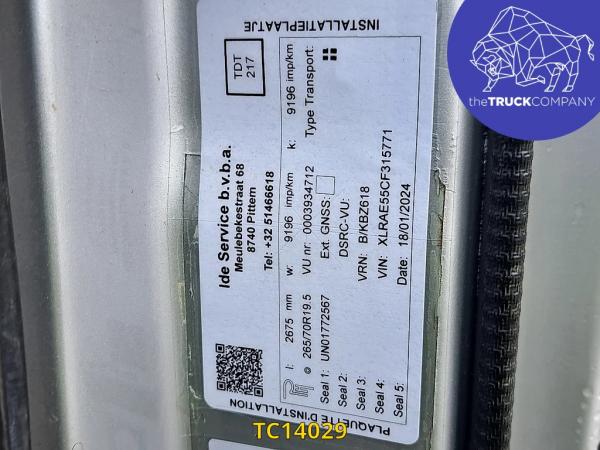 INSTALLATIEPLAATJE
TDT
217
Ide Service b.v.b.a.
Meulebekestraat 68
8740 Pittem
Tel: +32 51466618
l: 2675 mm w: 9196 imp/km k: 9196 imp/km
265/70R19.5 VU nr: 0003934712 Type Transport:
Seal 1: UN01772567 Ext. GNSS:
Seal 2: DSRC-VU:
Seal 3: VRN: B/KBZ618
Seal 4: VIN: XLRAE55CF315771
Seal 5: Date: 18/01/2024
PLAQUETTE D'INSTALLATION
theTRUCKCOMPANY
TC14029